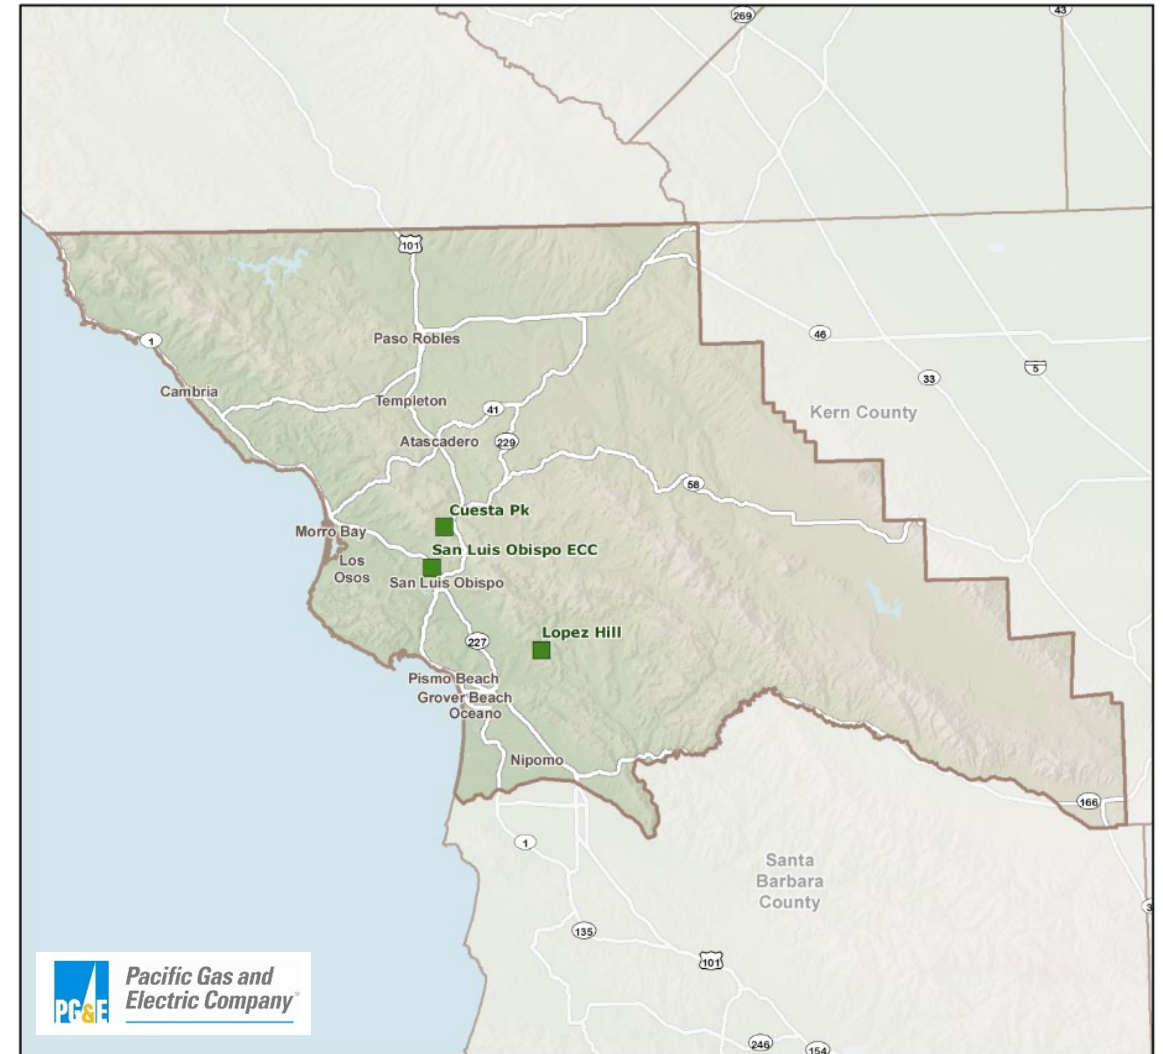 269
43
101
1
46
33
5
Paso Robles
Cambria
Templeton
41
Kern County
Atascadero
229
58
Cuesta Pk
Morro Bay
San Luis Obispo ECC
Los
Osos
San Luis Obispo
Lopez Hill
227
Pismo Beach
Grover Beach
Oceano
Nipomo
166
1
Santa
Barbara
County
135
101
246
154
Pacific Gas and
Electric Company
PG&E